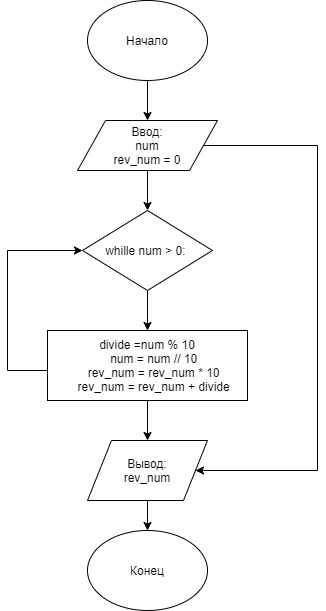 Начало
Ввод:
num
rev_num = 0
whille num > 0:
divide =num % 10
num = num // 10
rev_num = rev_num * 10
rev_num = rev_num + divide
Вывод:
rev_num
Конец